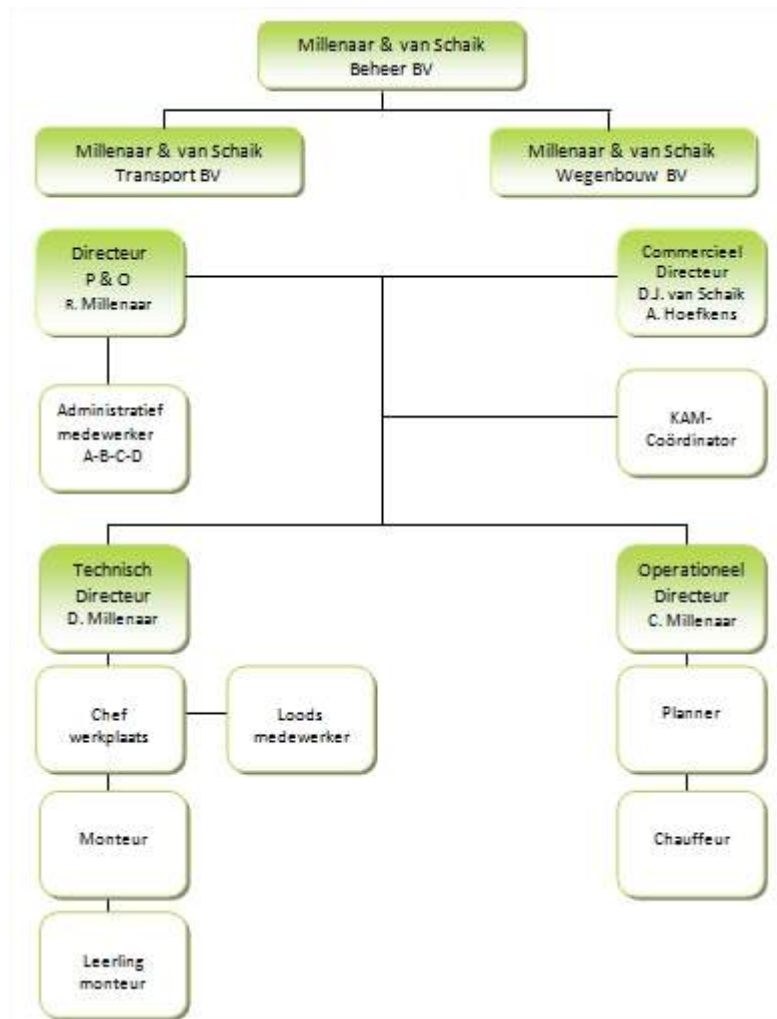 Millenaar & van Schaik
Beheer BV
Millenaar & van Schaik
Transport BV
Millenaar & van Schaik
Wegenbouw BV
Directeur
P & O
R. Millenaar
Commercieel
Directeur
D.J. van Schaik
A. Hoefkens
Administratief
medewerker
A-B-C-D
KAM-
Coördinator
Technisch
Directeur
D. Millenaar
Operationeel
Directeur
C. Millenaar
Chef
werkplaats
Loods
medewerker
Planner
Monteur
Chauffeur
Leerling
monteur